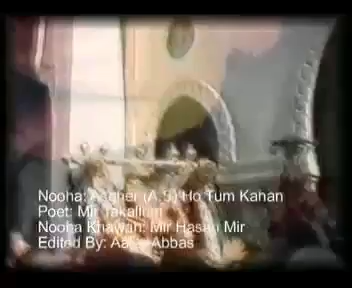 Nooha: Asgher (A.S) Ho Tum Kahan
Poet: Mir Takallum
Nooha Khawan: Mir Hasan Mir
Edited By: Abbas